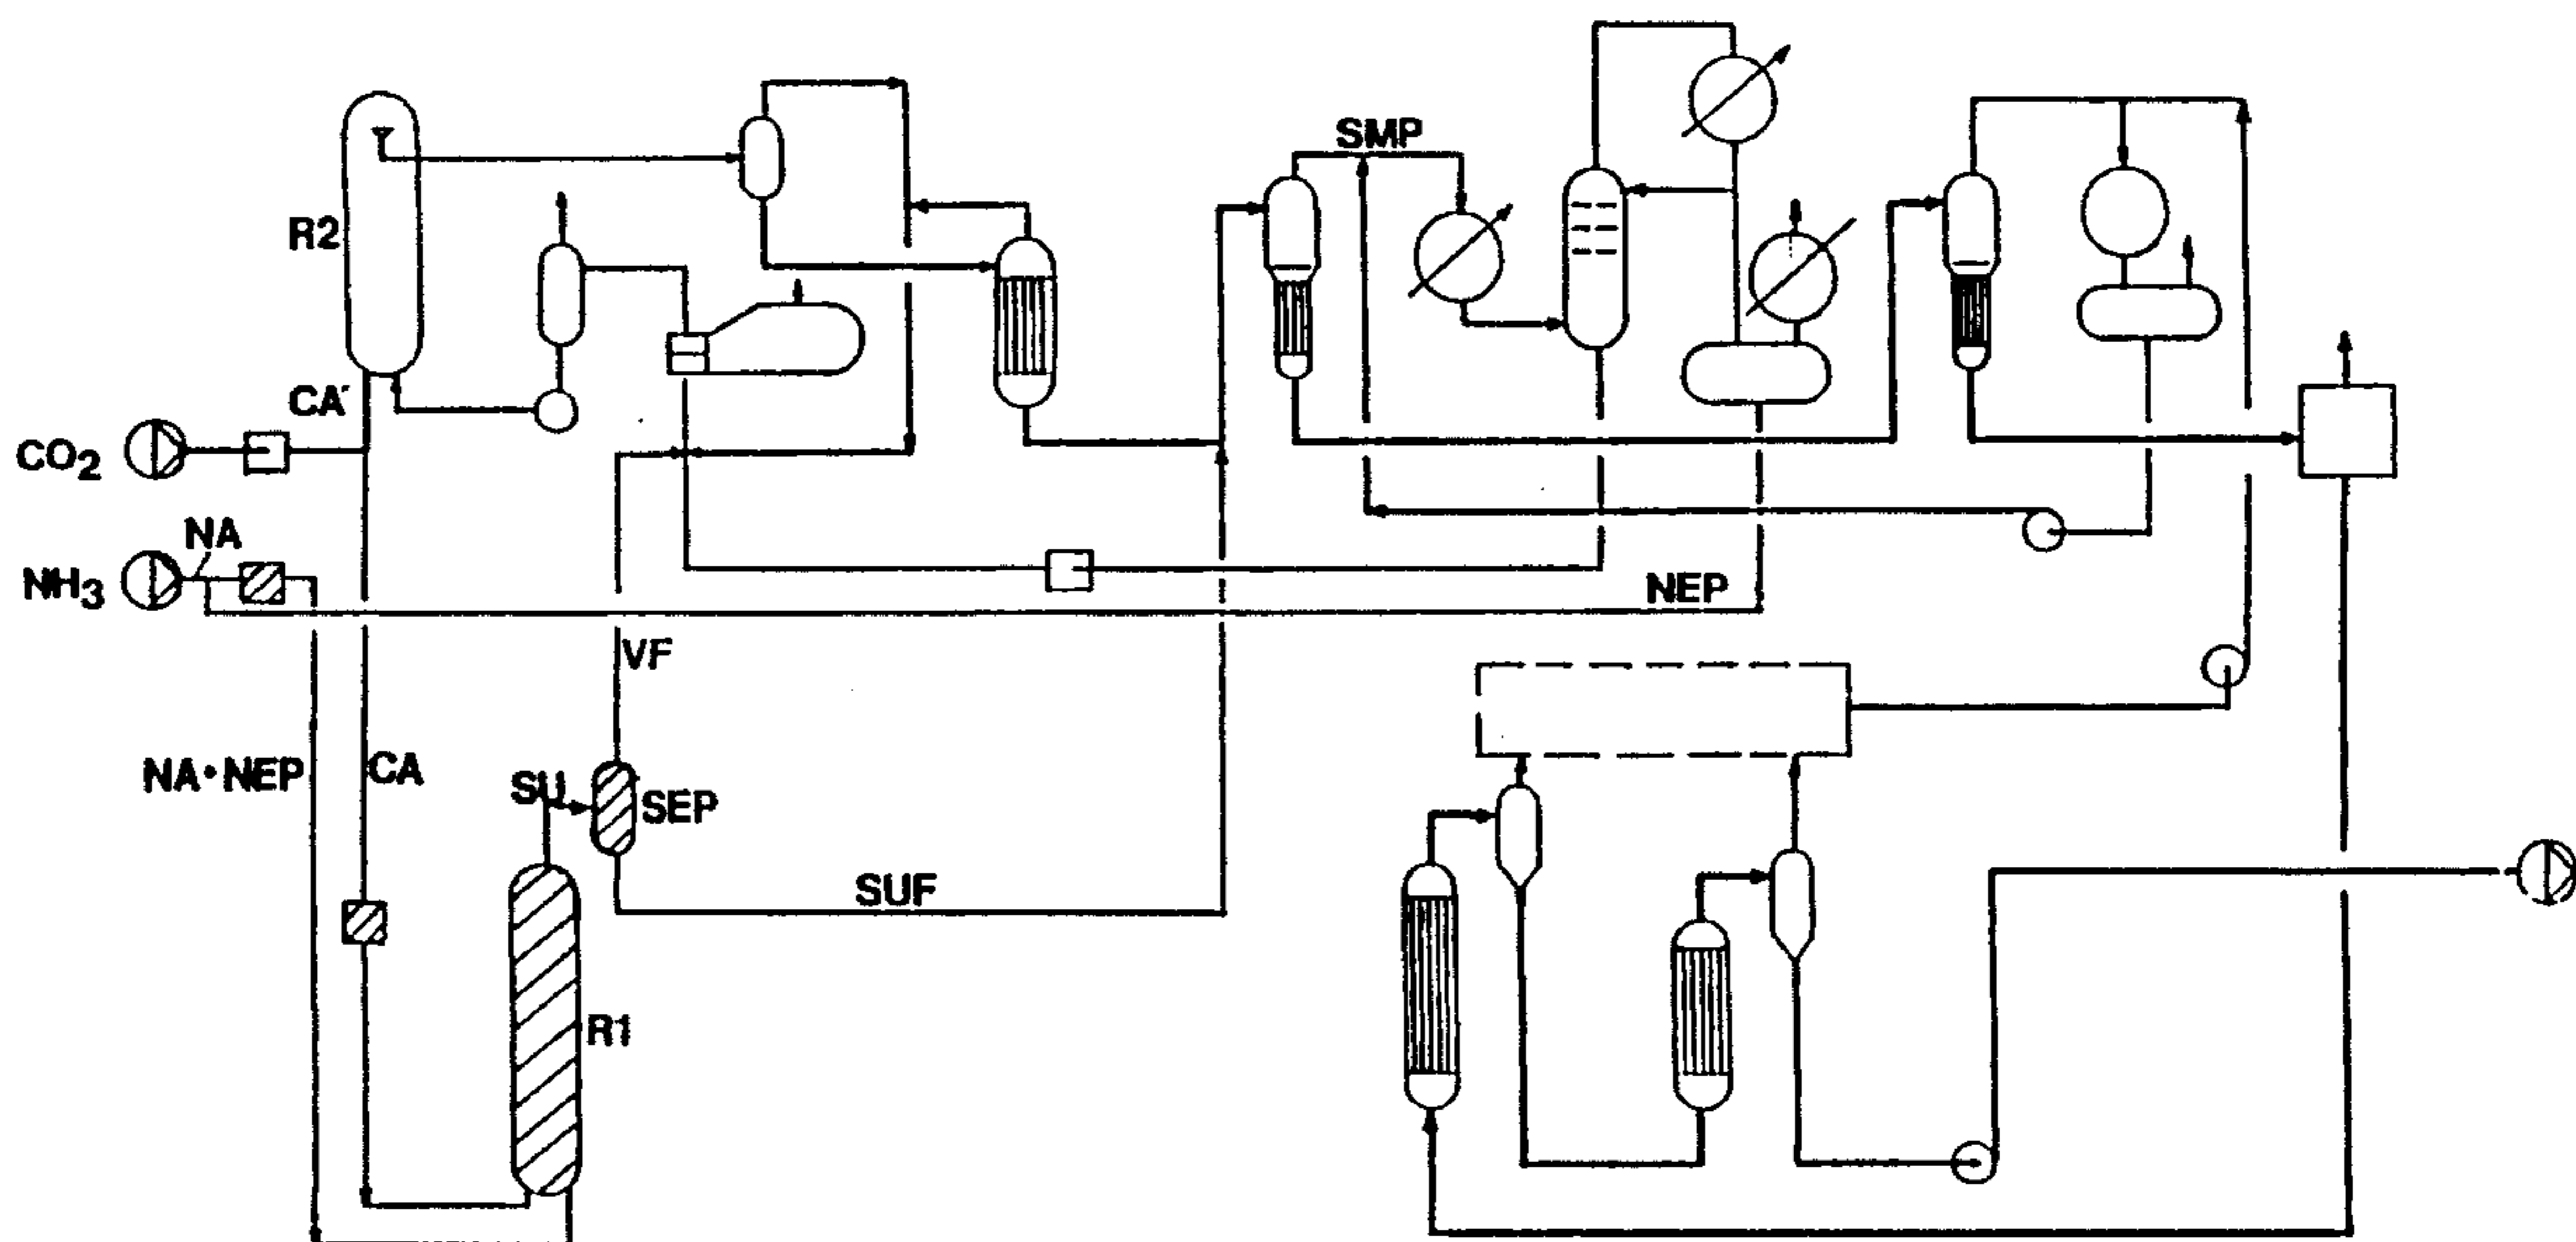 SMP
R2
CA'
CO2
NA
NH3
NEP
VF
NA·NEP
CA
SU
SEP
SUF
R1